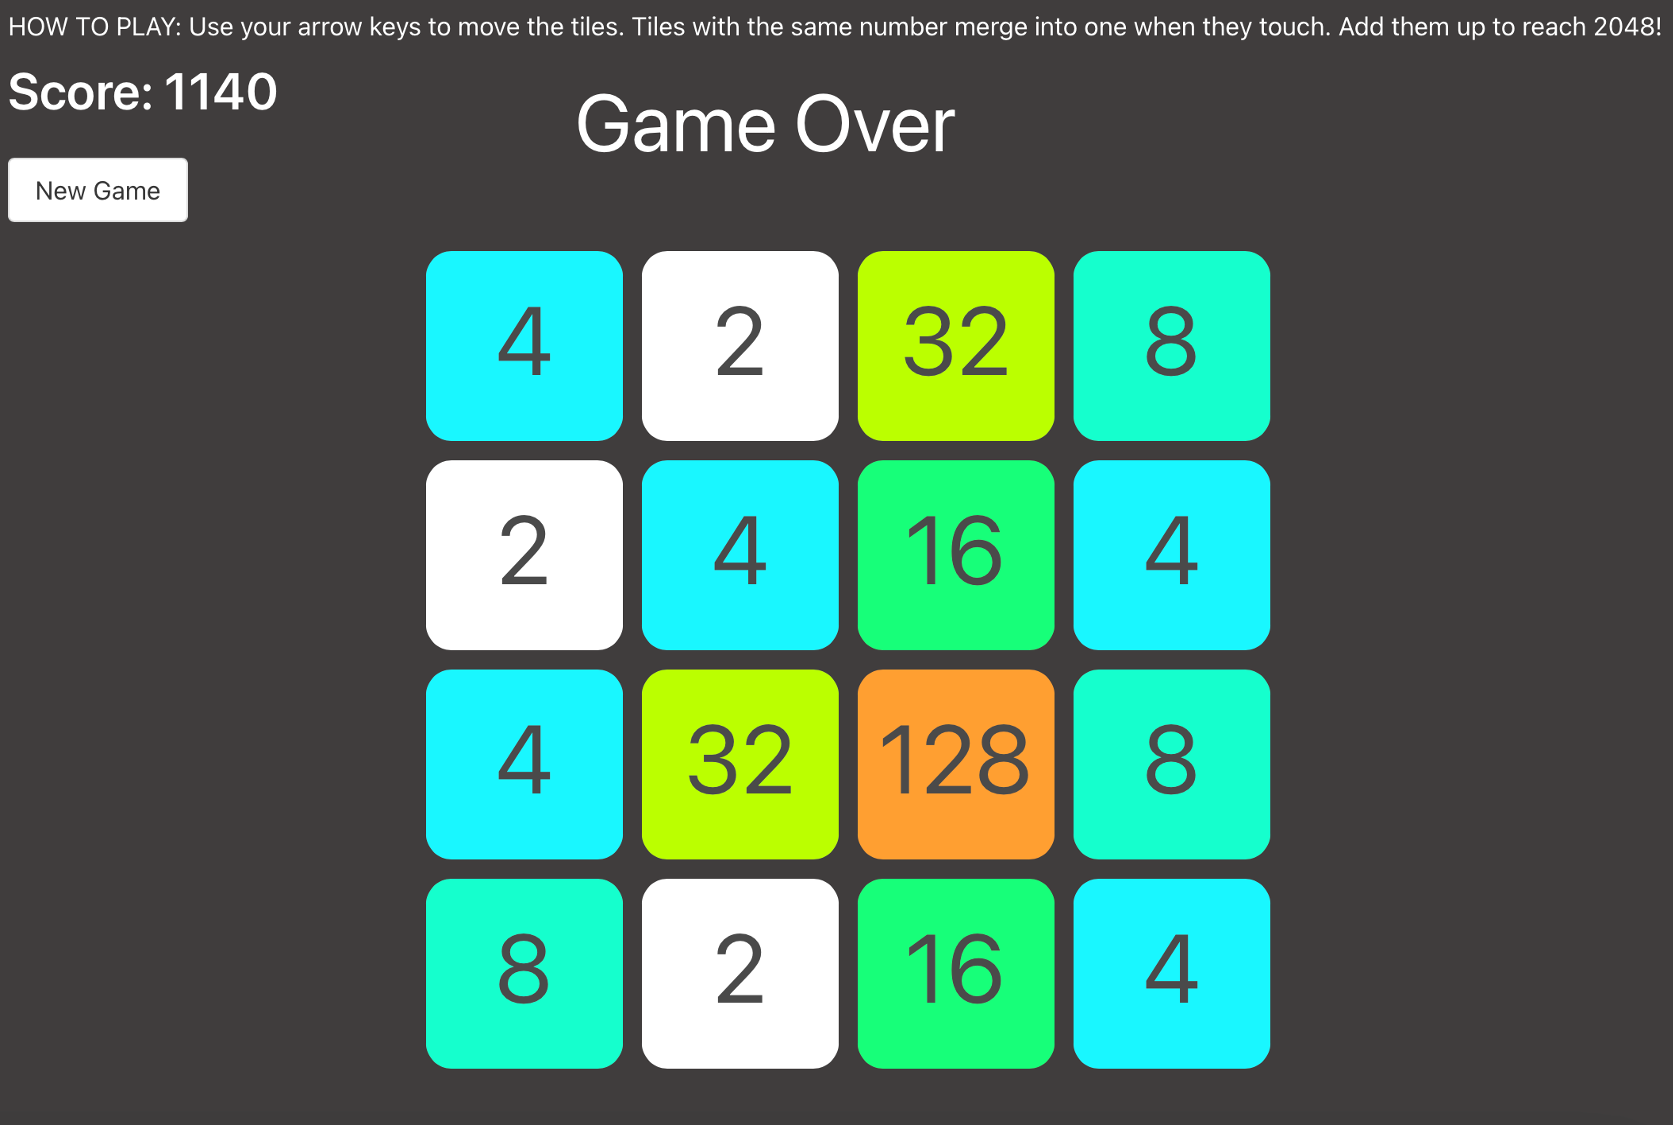 HOW TO PLAY: Use your arrow keys to move the tiles. Tiles with the same number merge into one when they touch. Add them up to reach 2048!
Score: 1140
Game Over
New Game
4 2 32 8
2 4 16 4
4 32 128 8
8 2 16 4